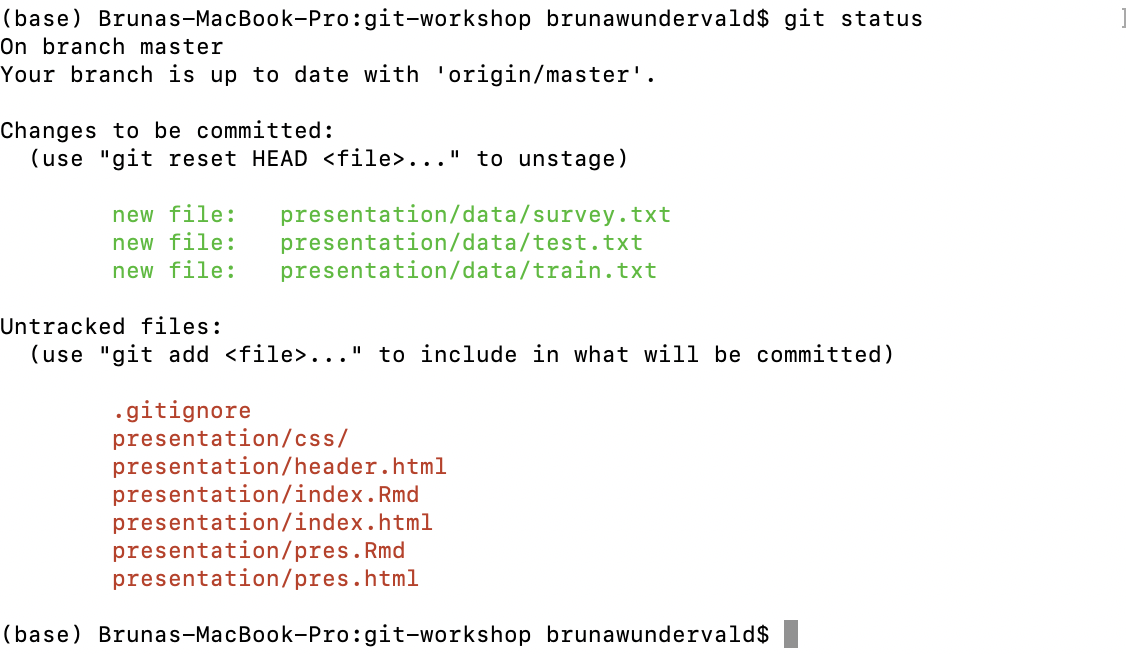 (base) Brunas-MacBook-Pro:git-workshop brunawundervald$ git status ]
On branch master
Your branch is up to date with 'origin/master'.
Changes to be committed:
(use "git reset HEAD <file>..." to unstage)
new file: presentation/data/survey.txt
new file: presentation/data/test.txt
new file: presentation/data/train.txt
Untracked files:
(use "git add <file>..." to include in what will be committed)
.gitignore
presentation/css/
presentation/header.html
presentation/index.Rmd
presentation/index.html
presentation/pres.Rmd
presentation/pres.html
(base) Brunas-MacBook-Pro:git-workshop brunawundervald$